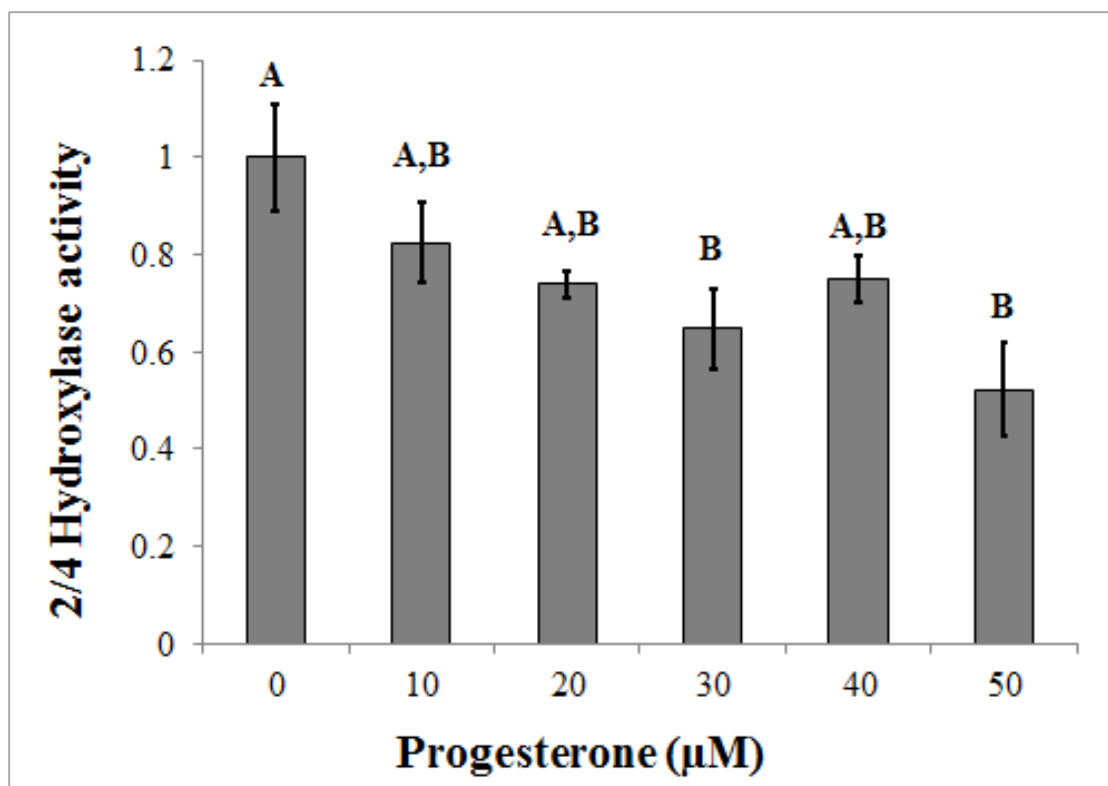 1.2
1
0.8
0.6
0.4
0.2
0
2/4 Hydroxylase activity
A
A,B
A,B
B
A,B
B
0 10 20 30 40 50
Progesterone (µM)